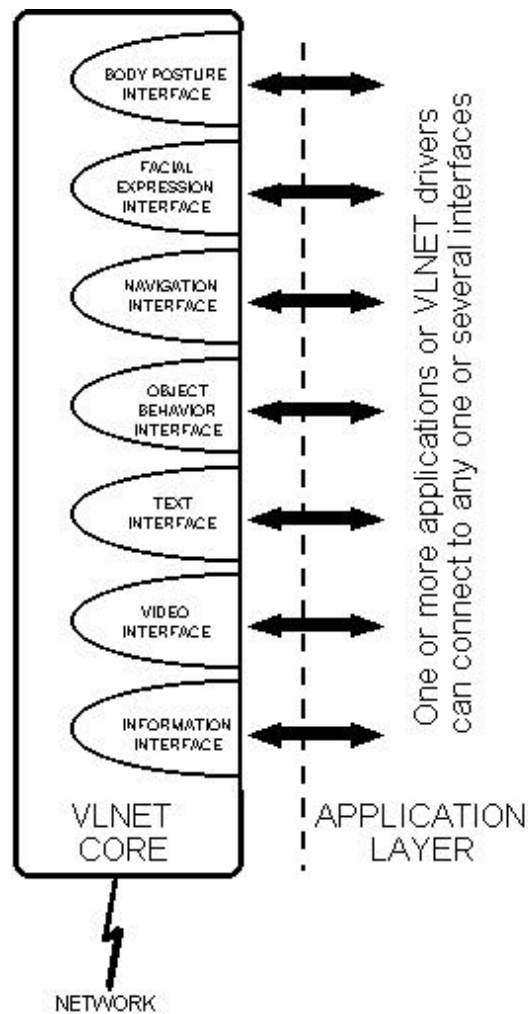 BODY POSTURE
INTERFACE
FACIAL
EXPRESSION
INTERFACE
NAVIGATION
INTERFACE
OBJECT
BEHAVIOR
INTERFACE
TEXT
INTERFACE
VIDEO
INTERFACE
INFORMATION
INTERFACE
VLNET
CORE
One or more applications or VLNET drivers
can connect to any one or several interfaces
APPLICATION
LAYER
NETWORK